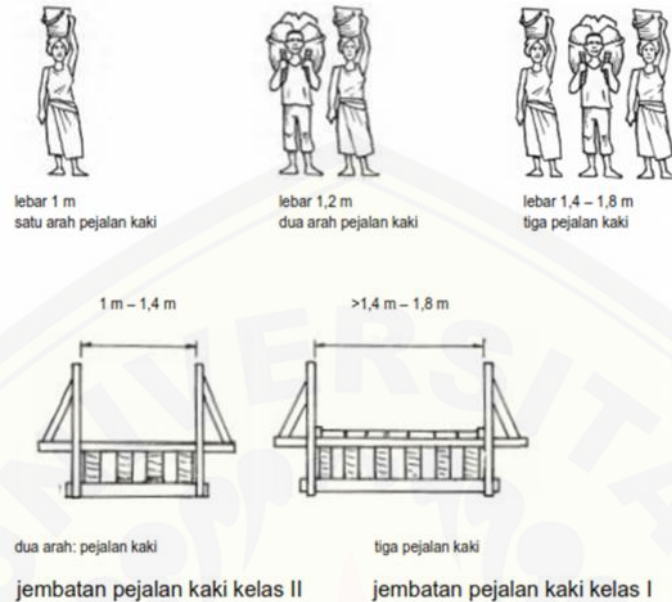 lebar 1 m
satu arah pejalan kaki
lebar 1,2 m
dua arah pejalan kaki
lebar 1,4 – 1,8 m
tiga pejalan kaki
1 m – 1,4 m
>1,4 m – 1,8 m
UNIVERSITA
dua arah: pejalan kaki
tiga pejalan kaki
jembatan pejalan kaki kelas II
jembatan pejalan kaki kelas I